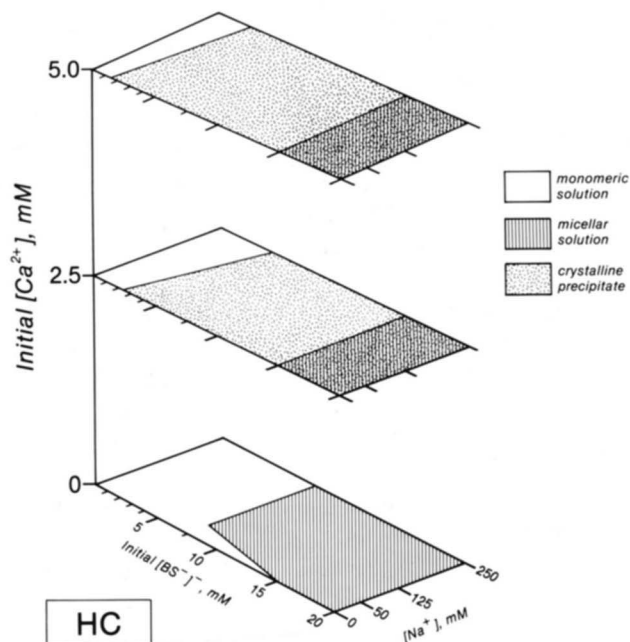 5.0
2.5
0
Initial [Ca²⁺], mM
monomeric
solution
micellar
solution
crystalline
precipitate
5
10
15
20
Initial [BS⁻]⁻, mM
0
50
125
250
[Na⁺], mM
HC